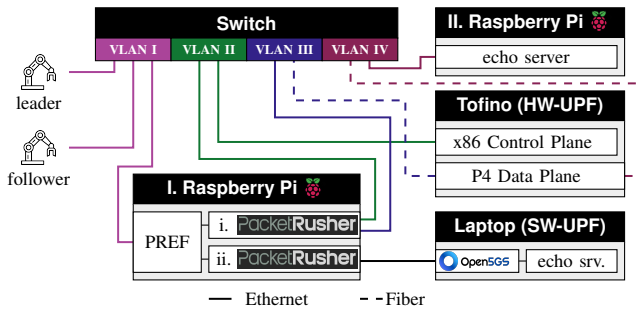 Switch
VLAN I VLAN II VLAN III VLAN IV
II. Raspberry Pi
echo server
leader
Tofino (HW-UPF)
x86 Control Plane
P4 Data Plane
follower
I. Raspberry Pi
PREF
i. PacketRusher
ii. PacketRusher
Laptop (SW-UPF)
Open5GS
echo srv.
Ethernet Fiber